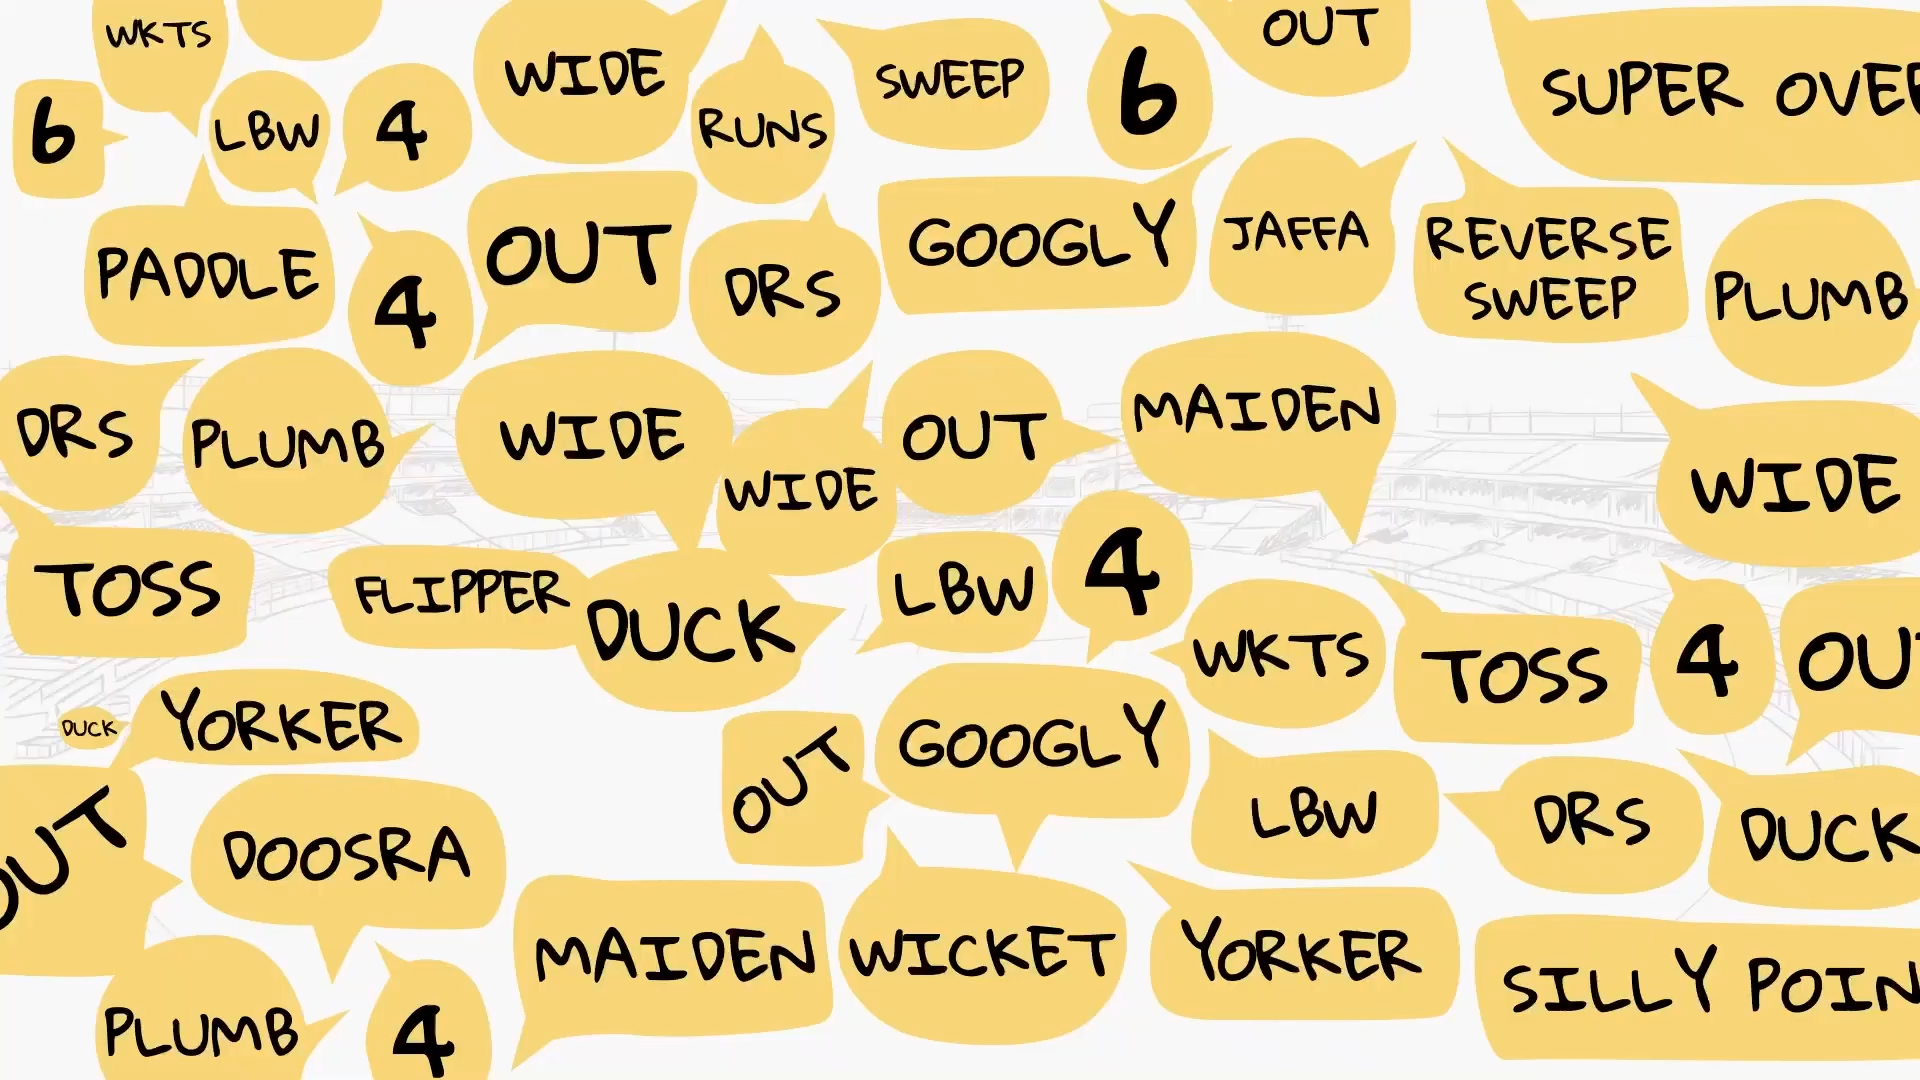 WKTS
OUT
WIDE
SWEEP
6
SUPER OVE
6
LBW
4
RUNS
PADDLE
4
OUT
DRS
GOOGLY
JAFFA
REVERSE
SWEEP
PLUMB
DRS
PLUMB
WIDE
WIDE
OUT
MAIDEN
WIDE
TOSS
FLIPPER
DUCK
LBW
4
WKTS
TOSS
4
OU
DUCK
YORKER
OUT
GOOGLY
LBW
DRS
DUCK
OUT
DOOSRA
MAIDEN
WICKET
YORKER
SILLY POIN
PLUMB
4